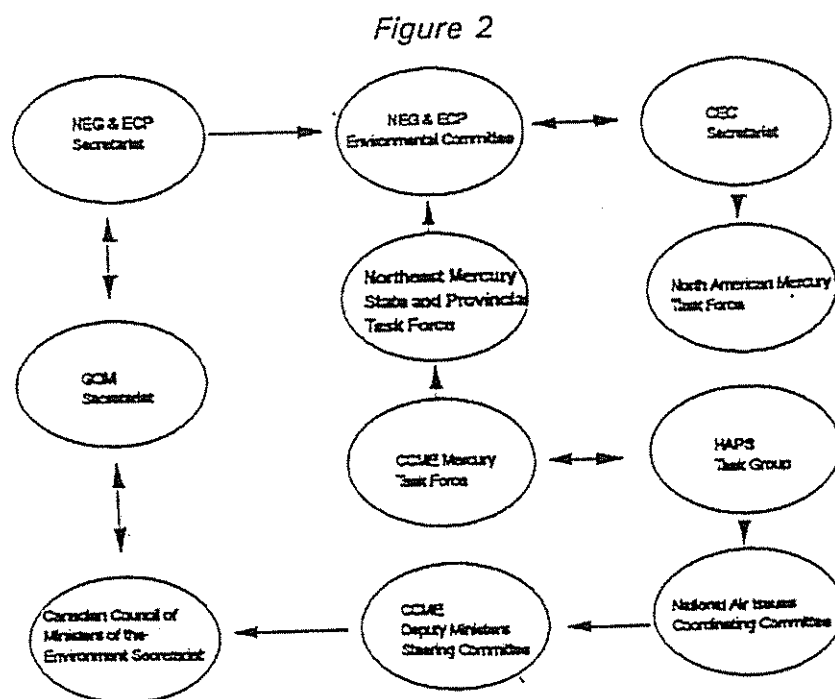 Figure 2
NEG & ECP
Secretariat
NEG & ECP
Environmental Committee
CEC
Secretariat
Northeast Mercury
State and Provincial
Task Force
North American Mercury
Task Force
Secretariat
CCME Mercury
Task Force
HAPS
Task Group
Canadian Council of
Ministers of the
Environment Secretariat
CCME
Deputy Ministers
Steering Committee
National Air Issues
Coordinating Committee